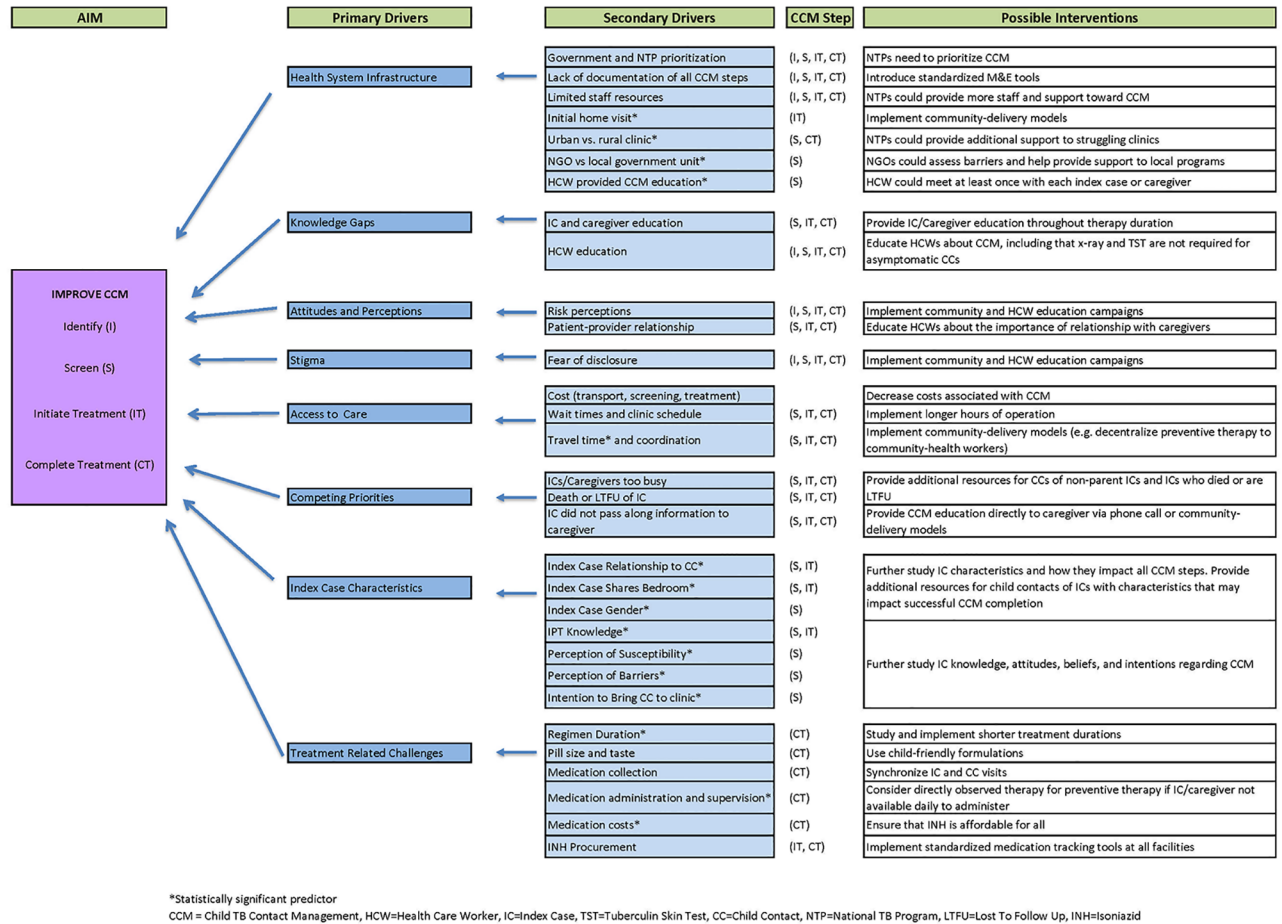 AIM
Primary Drivers
Secondary Drivers
CCM Step
Possible Interventions
Health System Infrastructure
Government and NTP prioritization
(I, S, IT, CT)
NTPs need to prioritize CCM
Lack of documentation of all CCM steps
(I, S, IT, CT)
Introduce standardized M&E tools
Limited staff resources
(I, S, IT, CT)
NTPs could provide more staff and support toward CCM
Initial home visit*
(IT)
Implement community-delivery models
Urban vs. rural clinic*
(S, CT)
NTPs could provide additional support to struggling clinics
NGO vs local government unit*
(S)
NGOs could assess barriers and help provide support to local programs
HCW provided CCM education*
(S)
HCW could meet at least once with each index case or caregiver
Knowledge Gaps
IC and caregiver education
(S, IT, CT)
Provide IC/Caregiver education throughout therapy duration
HCW education
(I, S, IT, CT)
Educate HCWs about CCM, including that x-ray and TST are not required for
asymptomatic CCs
IMPROVE CCM
Identify (I)
Screen (S)
Initiate Treatment (IT)
Complete Treatment (CT)
Attitudes and Perceptions
Risk perceptions
(I, S, IT, CT)
Implement community and HCW education campaigns
Patient-provider relationship
(S, IT, CT)
Educate HCWs about the importance of relationship with caregivers
Stigma
Fear of disclosure
(I, S, IT, CT)
Implement community and HCW education campaigns
Access to Care
Cost (transport, screening, treatment)
Decrease costs associated with CCM
Wait times and clinic schedule
(S, IT, CT)
Implement longer hours of operation
Travel time* and coordination
(S, IT, CT)
Implement community-delivery models (e.g. decentralize preventive therapy to
community-health workers)
Competing Priorities
ICs/Caregivers too busy
(S, IT, CT)
Death or LTFU of IC
(S, IT, CT)
Provide additional resources for CCs of non-parent ICs and ICs who died or are
LTFU
IC did not pass along information to
caregiver
(S, IT, CT)
Provide CCM education directly to caregiver via phone call or community-
delivery models
Index Case Characteristics
Index Case Relationship to CC*
(S, IT)
Index Case Shares Bedroom*
(S, IT)
Index Case Gender*
(S)
Further study IC characteristics and how they impact all CCM steps. Provide
additional resources for child contacts of ICs with characteristics that may
impact successful CCM completion
IPT Knowledge*
(S, IT)
Perception of Susceptibility*
(S)
Perception of Barriers*
(S)
Intention to Bring CC to clinic*
(S)
Further study IC knowledge, attitudes, beliefs, and intentions regarding CCM
Treatment Related Challenges
Regimen Duration*
(CT)
Study and implement shorter treatment durations
Pill size and taste
(CT)
Use child-friendly formulations
Medication collection
(CT)
Synchronize IC and CC visits
Medication administration and supervision*
(CT)
Consider directly observed therapy for preventive therapy if IC/caregiver not
available daily to administer
Medication costs*
(CT)
Ensure that INH is affordable for all
INH Procurement
(IT, CT)
Implement standardized medication tracking tools at all facilities
*Statistically significant predictor
CCM = Child TB Contact Management, HCW=Health Care Worker, IC=Index Case, TST=Tuberculin Skin Test, CC=Child Contact, NTP=National TB Program, LTFU=Lost To Follow Up, INH=Isoniazid